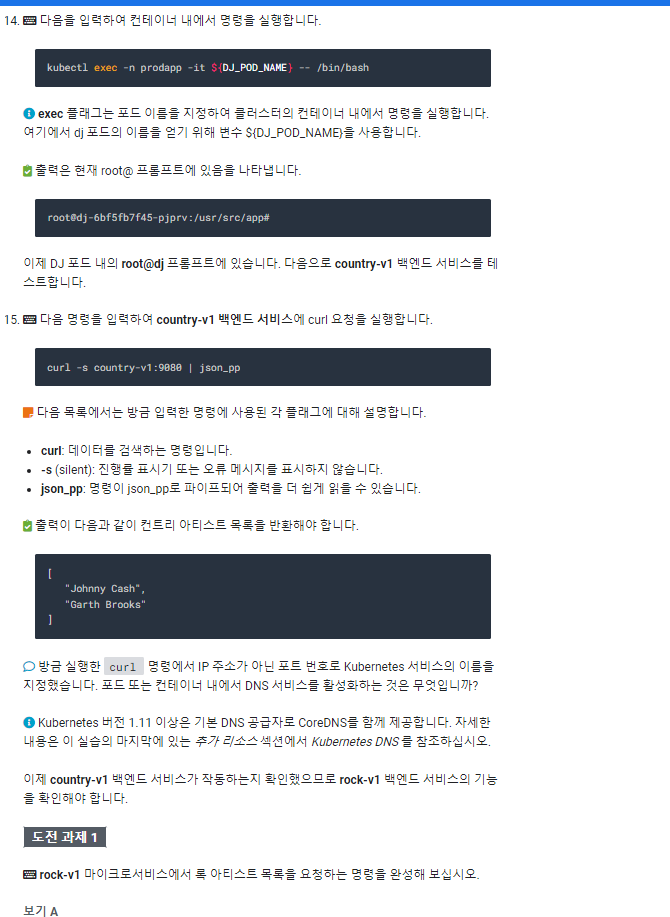 14. 다음을 입력하여 컨테이너 내에서 명령을 실행합니다.
kubectl exec -n prodapp -it ${DJ_POD_NAME} -- /bin/bash
exec 플래그는 포드 이름을 지정하여 클러스터의 컨테이너 내에서 명령을 실행합니다.
여기에서 dj 포드의 이름을 얻기 위해 변수 ${DJ_POD_NAME}을 사용합니다.
출력은 현재 root@ 프롬프트에 있음을 나타냅니다.
root@dj-6bf5fb7f45-pjprv:/usr/src/app#
이제 DJ 포드 내의 root@dj 프롬프트에 있습니다. 다음으로 country-v1 백엔드 서비스를 테
스트합니다.
15. 다음 명령을 입력하여 country-v1 백엔드 서비스에 curl 요청을 실행합니다.
curl -s country-v1:9080 | json_pp
다음 목록에서는 방금 입력한 명령에 사용된 각 플래그에 대해 설명합니다.
• curl: 데이터를 검색하는 명령입니다.
• -s (silent): 진행률 표시기 또는 오류 메시지를 표시하지 않습니다.
• json_pp: 명령이 json_pp로 파이프되어 출력을 더 쉽게 읽을 수 있습니다.
출력이 다음과 같이 컨트리 아티스트 목록을 반환해야 합니다.
[
"Johnny Cash",
"Garth Brooks"
]
방금 실행한 curl 명령에서 IP 주소가 아닌 포트 번호로 Kubernetes 서비스의 이름을
지정했습니다. 포드 또는 컨테이너 내에서 DNS 서비스를 활성화하는 것은 무엇입니까?
Kubernetes 버전 1.11 이상은 기본 DNS 공급자로 CoreDNS를 함께 제공합니다. 자세한
내용은 이 실습의 마지막에 있는 추가 리소스 섹션에서 Kubernetes DNS 를 참조하십시오.
이제 country-v1 백엔드 서비스가 작동하는지 확인했으므로 rock-v1 백엔드 서비스의 기능
을 확인해야 합니다.
도전 과제 1
rock-v1 마이크로서비스에서 록 아티스트 목록을 요청하는 명령을 완성해 보십시오.
보기 A